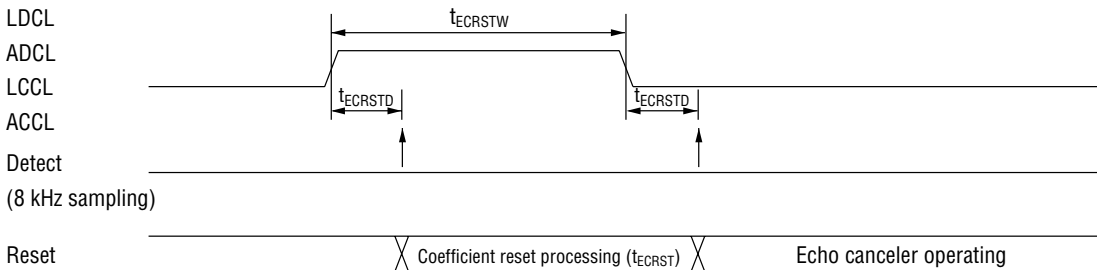 LDCL
tECRSTW
ADCL
LCCL
tECRSTD
tECRSTD
ACCL
Detect
(8 kHz sampling)
Reset
Coefficient reset processing (tECRST)
Echo canceler operating